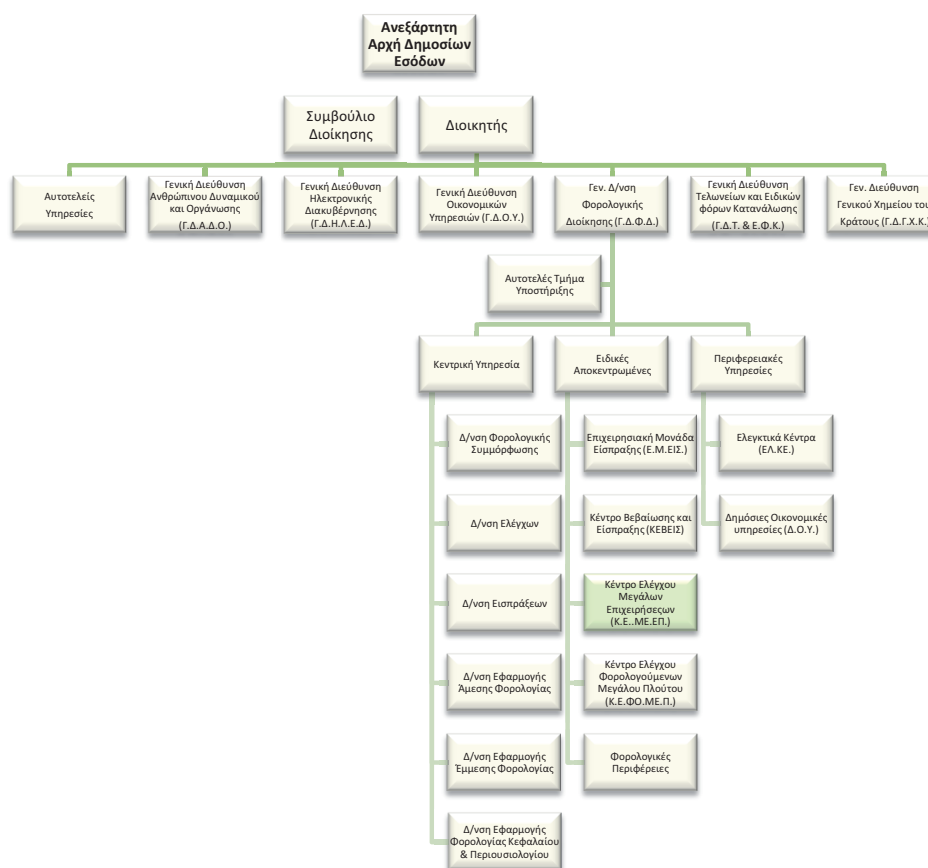 Ανεξάρτητη
Αρχή Δημοσίων
Εσόδων
Συμβούλιο
Διοίκησης
Διοικητής
Αυτοτελείς
Υπηρεσίες
Γενική Διεύθυνση
Ανθρώπινου Δυναμικού
και Οργάνωσης
(Γ.Δ.Α.Δ.Ο.)
Γενική Διεύθυνση
Ηλεκτρονικής
Διακυβέρνησης
(Γ.Δ.Η.Λ.Ε.Δ.)
Γενική Διεύθυνση
Οικονομικών
Υπηρεσιών (Γ.Δ.Ο.Υ.)
Γεν. Δ/νση
Φορολογικής
Διοίκησης (Γ.Δ.Φ.Δ.)
Γενική Διεύθυνση
Τελωνείων και Ειδικών
φόρων Κατανάλωσης
(Γ.Δ.Τ. & Ε.Φ.Κ.)
Γεν. Διεύθυνση
Γενικού Χημείου του
Κράτους (Γ.Δ.Γ.Χ.Κ.)
Αυτοτελές Τμήμα
Υποστήριξης
Κεντρική Υπηρεσία
Ειδικές
Αποκεντρωμένες
Περιφερειακές
Υπηρεσίες
Δ/νση Φορολογικής
Συμμόρφωσης
Δ/νση Ελέγχων
Δ/νση Εισπράξεων
Δ/νση Εφαρμογής
Άμεσης Φορολογίας
Δ/νση Εφαρμογής
Έμμεσης Φορολογίας
Δ/νση Εφαρμογής
Φορολογίας Κεφαλαίου
& Περιουσιολογίου
Επιχειρησιακή Μονάδα
Είσπραξης (Ε.Μ.ΕΙΣ.)
Κέντρο Βεβαίωσης και
Είσπραξης (ΚΕΒΕΙΣ)
Κέντρο Ελέγχου
Μεγάλων
Επιχειρήσεςων
(Κ.Ε..ΜΕ.ΕΠ.)
Κέντρο Ελέγχου
Φορολογούμενων
Μεγάλου Πλούτου
(Κ.Ε.ΦΟ.ΜΕ.Π.)
Φορολογικές
Περιφέρειες
Ελεγκτικά Κέντρα
(ΕΛ.ΚΕ.)
Δημόσιες Οικονομικές
υπηρεσίες (Δ.Ο.Υ.)